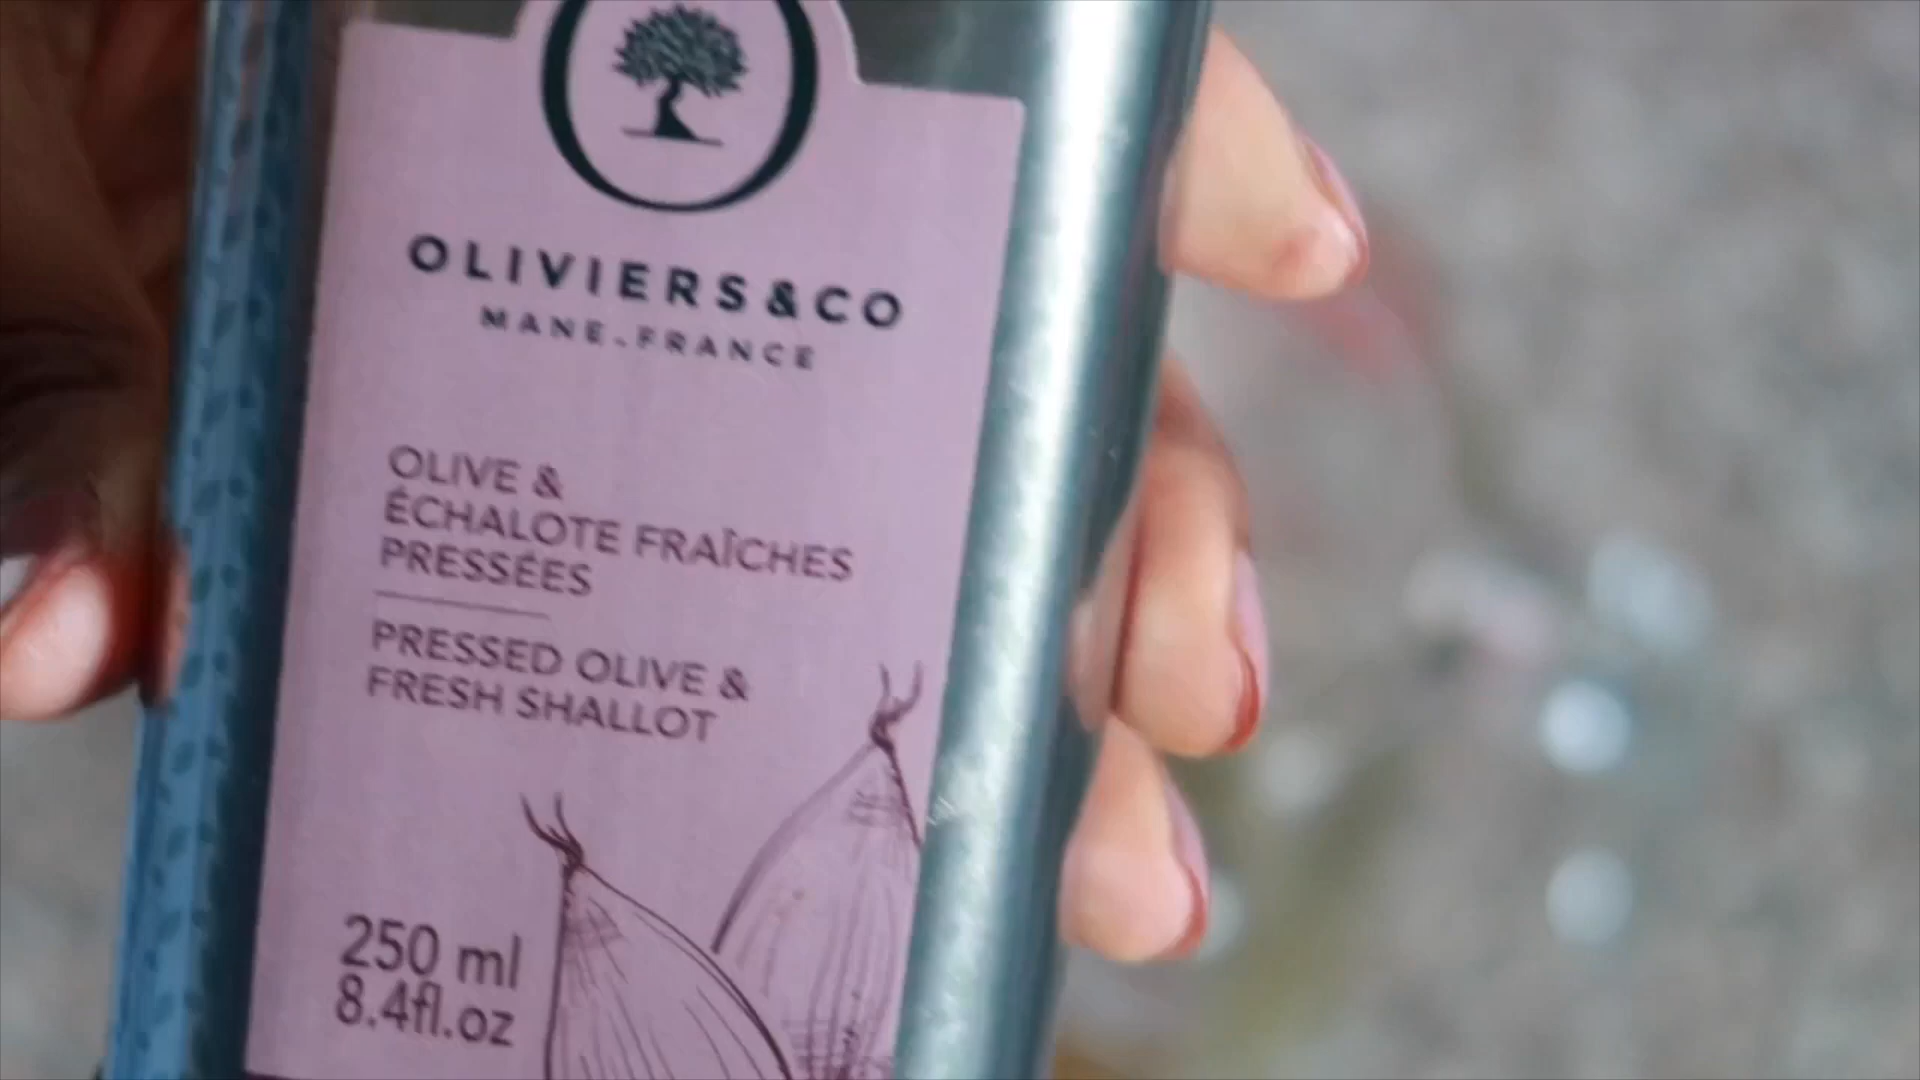 OLIVIERS&CO
MANE.FRANCE
OLIVE &
ÉCHALOTE FRAÎCHES
PRESSÉES
PRESSED OLIVE &
FRESH SHALLOT
250 ml
8.4fl.oz